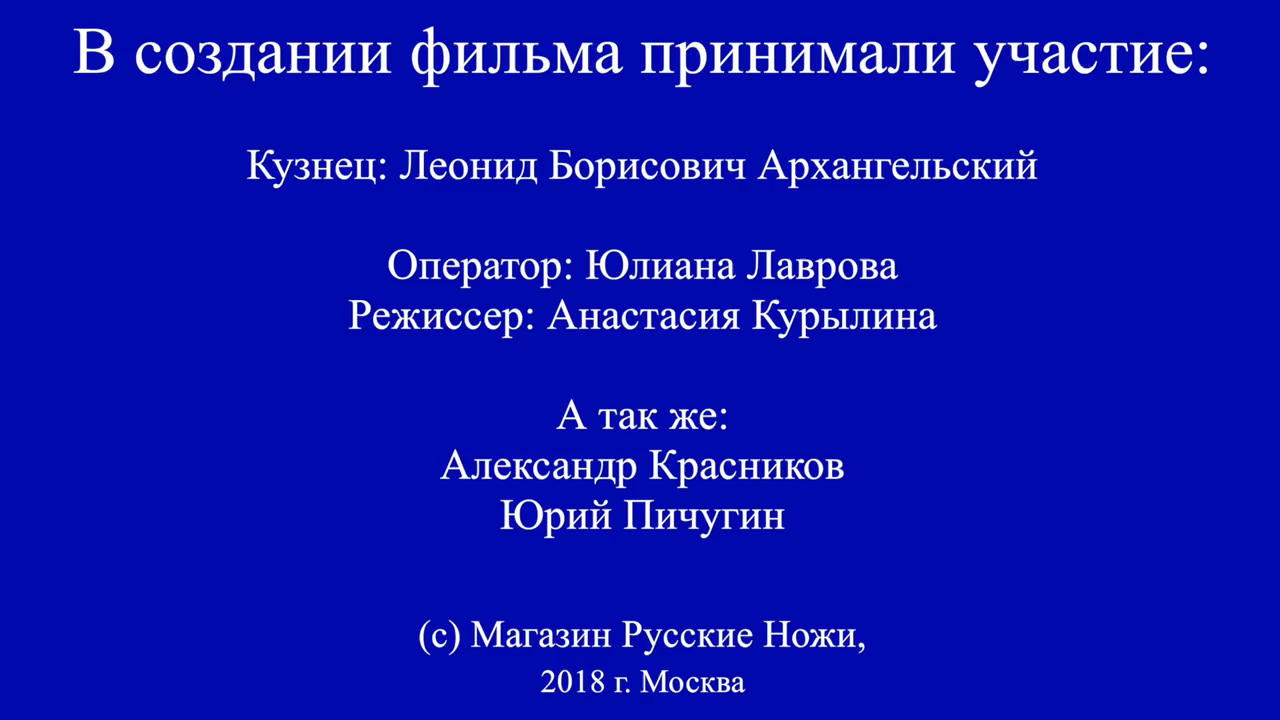 В создании фильма принимали участие:
Кузнец: Леонид Борисович Архангельский
Оператор: Юлиана Лаврова
Режиссер: Анастасия Курылина
А так же:
Александр Красников
Юрий Пичугин
(с) Магазин Русские Ножи,
2018 г. Москва